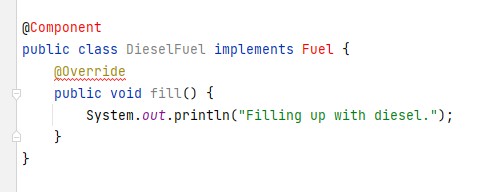 @Component
public class DieselFuel implements Fuel {
    @Override
    public void fill() {
        System.out.println("Filling up with diesel.");
    }
}